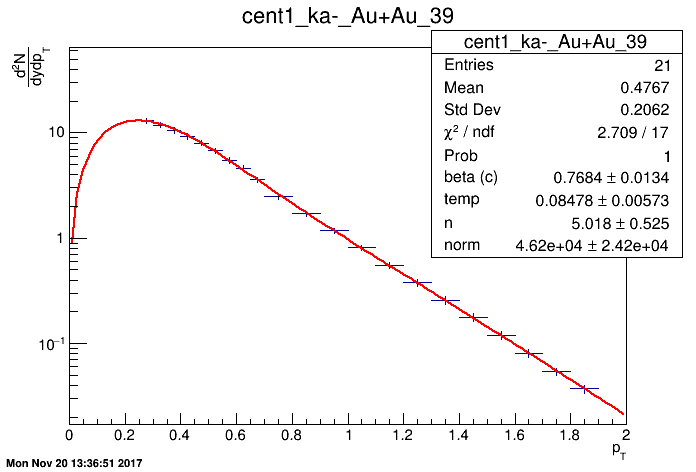 cent1_ka-_Au+Au_39
d²N
dydp_T
cent1_ka-_Au+Au_39
Entries 21
Mean 0.4767
Std Dev 0.2062
χ² / ndf 2.709 / 17
Prob 1
beta (c) 0.7684 ± 0.0134
temp 0.08478 ± 0.00573
n 5.018 ± 0.525
norm 4.62e+04 ± 2.42e+04
10
1
10⁻¹
0 0.2 0.4 0.6 0.8 1 1.2 1.4 1.6 1.8 2
p_T
Mon Nov 20 13:36:51 2017